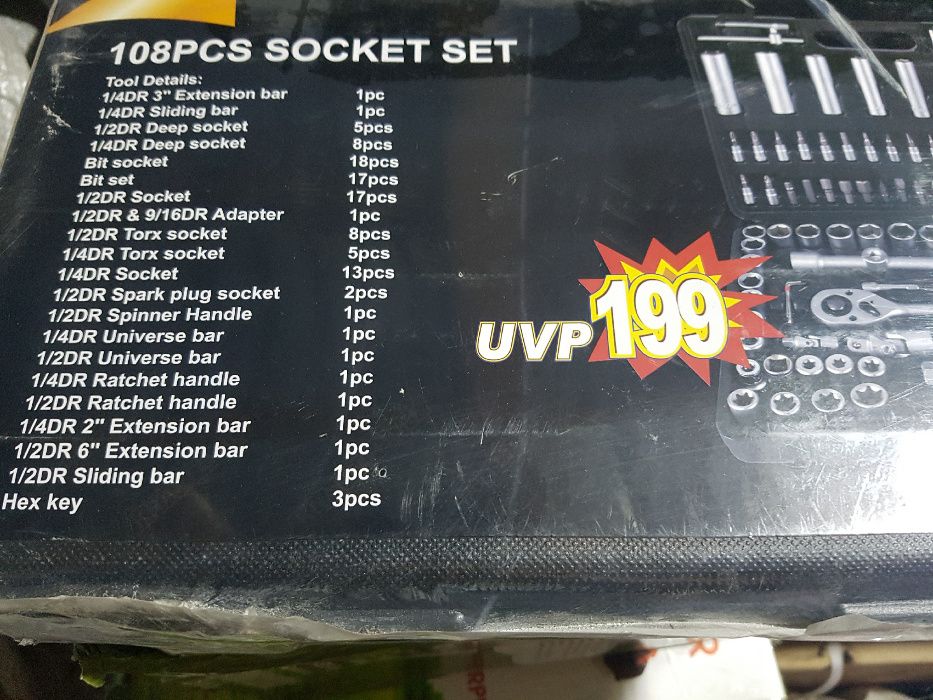 108PCS SOCKET SET
Tool Details:
1/4DR 3" Extension bar 1pc
1/4DR Sliding bar 1pc
1/2DR Deep socket 5pcs
1/4DR Deep socket 8pcs
Bit socket 18pcs
Bit set 17pcs
1/2DR Socket 17pcs
1/2DR & 9/16DR Adapter 1pc
1/2DR Torx socket 8pcs
1/4DR Torx socket 5pcs
1/4DR Socket 13pcs
1/2DR Spark plug socket 2pcs
1/2DR Spinner Handle 1pc
1/4DR Universe bar 1pc
1/2DR Universe bar 1pc
1/4DR Ratchet handle 1pc
1/2DR Ratchet handle 1pc
1/4DR 2" Extension bar 1pc
1/2DR 6" Extension bar 1pc
1/2DR Sliding bar 1pc
Hex key 3pcs
UVP 199